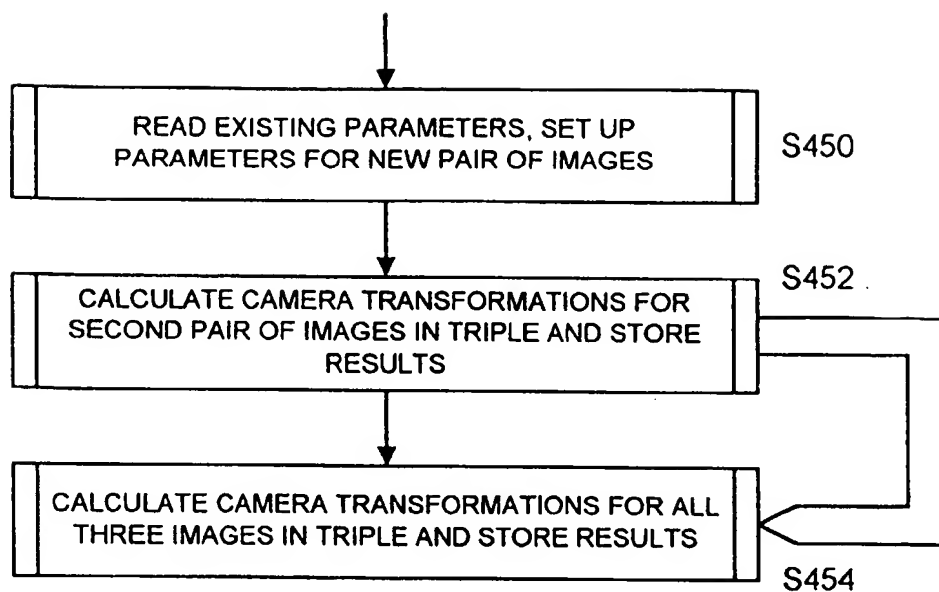 READ EXISTING PARAMETERS, SET UP
PARAMETERS FOR NEW PAIR OF IMAGES
S450
S452
CALCULATE CAMERA TRANSFORMATIONS FOR
SECOND PAIR OF IMAGES IN TRIPLE AND STORE
RESULTS
CALCULATE CAMERA TRANSFORMATIONS FOR ALL
THREE IMAGES IN TRIPLE AND STORE RESULTS
S454